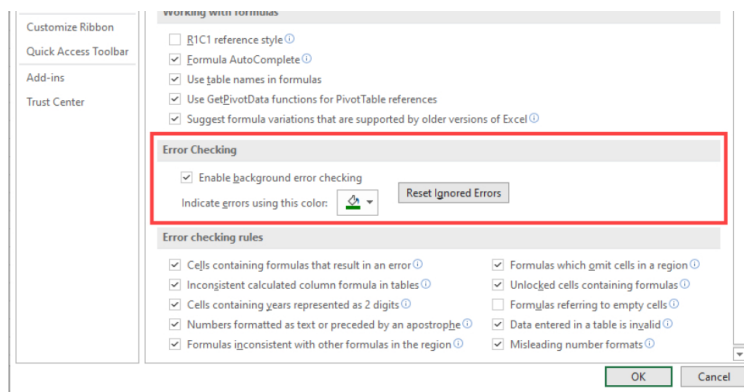 Working with formulas
Customize Ribbon
Quick Access Toolbar
Add-ins
Trust Center
R1C1 reference style
Formula AutoComplete
Use table names in formulas
Use GetPivotData functions for PivotTable references
Suggest formula variations that are supported by older versions of Excel
Error Checking
Enable background error checking
Indicate errors using this color:
Reset Ignored Errors
Error checking rules
Cells containing formulas that result in an error
Inconsistent calculated column formula in tables
Cells containing years represented as 2 digits
Numbers formatted as text or preceded by an apostrophe
Formulas inconsistent with other formulas in the region
Formulas which omit cells in a region
Unlocked cells containing formulas
Formulas referring to empty cells
Data entered in a table is invalid
Misleading number formats
OK
Cancel